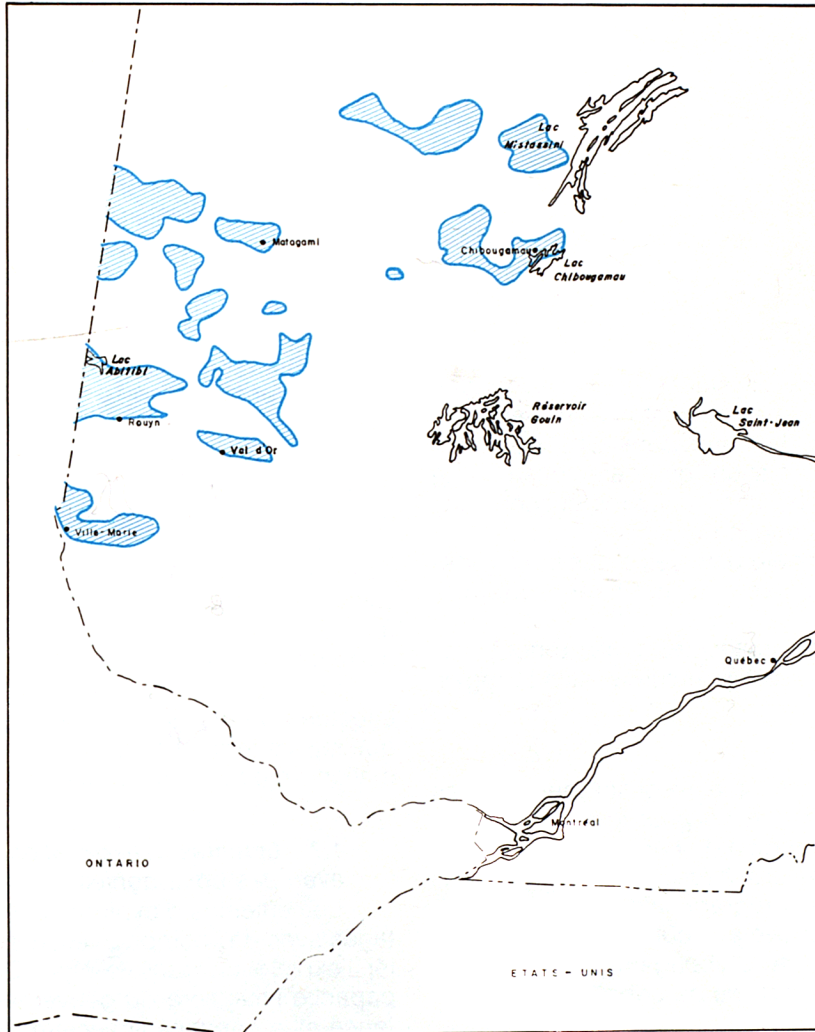 Lac
Mistassini
Matagami
Chibougamau
Lac
Chibougamau
Lac
Abitibi
Rouyn
Val d'Or
Réservoir
Gouin
Lac
Saint-Jean
Ville-Marie
Québec
Montréal
ONTARIO
ETATS-UNIS